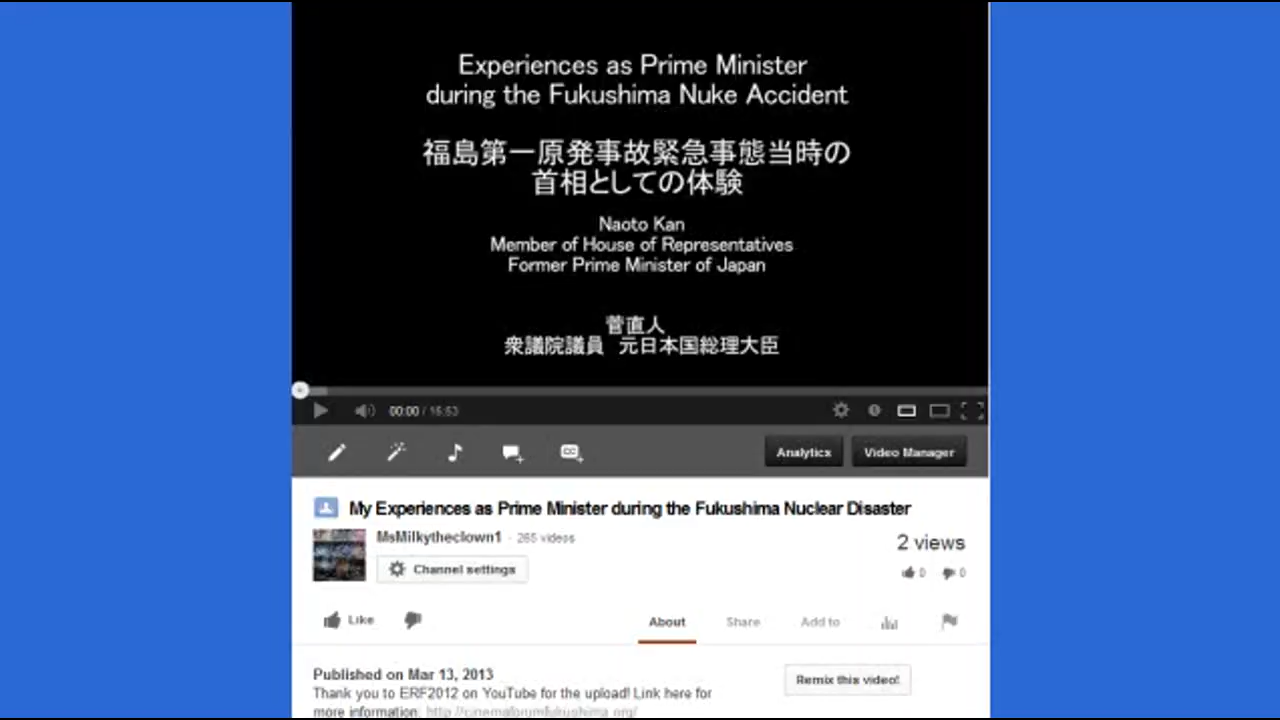 Experiences as Prime Minister
during the Fukushima Nuke Accident
福島第一原発事故緊急事態当時の
首相としての体験
Naoto Kan
Member of House of Representatives
Former Prime Minister of Japan
菅直人
衆議院議員 元日本国総理大臣
00:00 / 15:53
Analytics Video Manager
My Experiences as Prime Minister during the Fukushima Nuclear Disaster
MsMilkytheclown1 · 265 videos
2 views
Channel settings
0 0
Like
About Share Add to
Published on Mar 13, 2013
Remix this video!
Thank you to ERF2012 on YouTube for the upload! Link here for
more information: http://cinemaforumfukushima.org/